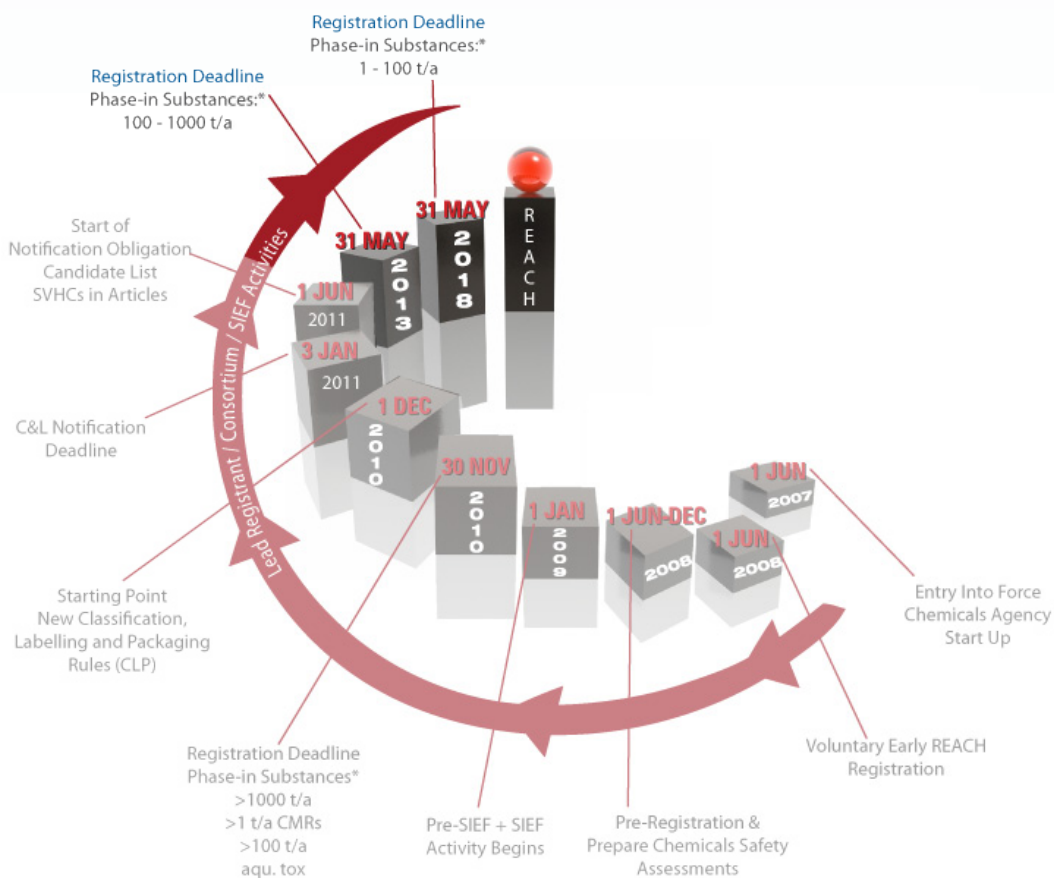 Registration Deadline
Phase-in Substances:*
1 - 100 t/a
Registration Deadline
Phase-in Substances:*
100 - 1000 t/a
Start of
Notification Obligation
Candidate List
SVHCs in Articles
C&L Notification
Deadline
Starting Point
New Classification,
Labelling and Packaging
Rules (CLP)
Registration Deadline
Phase-in Substances*
>1000 t/a
>1 t/a CMRs
>100 t/a
aqu. tox
Pre-SIEF + SIEF
Activity Begins
Pre-Registration &
Prepare Chemicals Safety
Assessments
Voluntary Early REACH
Registration
Entry Into Force
Chemicals Agency
Start Up
Lead Registrant / Consortium / SIEF Activities
REACH
31 MAY
2018
31 MAY
2013
1 JUN
2011
3 JAN
2011
1 DEC
2010
30 NOV
2010
1 JAN
2009
1 JUN-DEC
2008
1 JUN
2008
1 JUN
2007